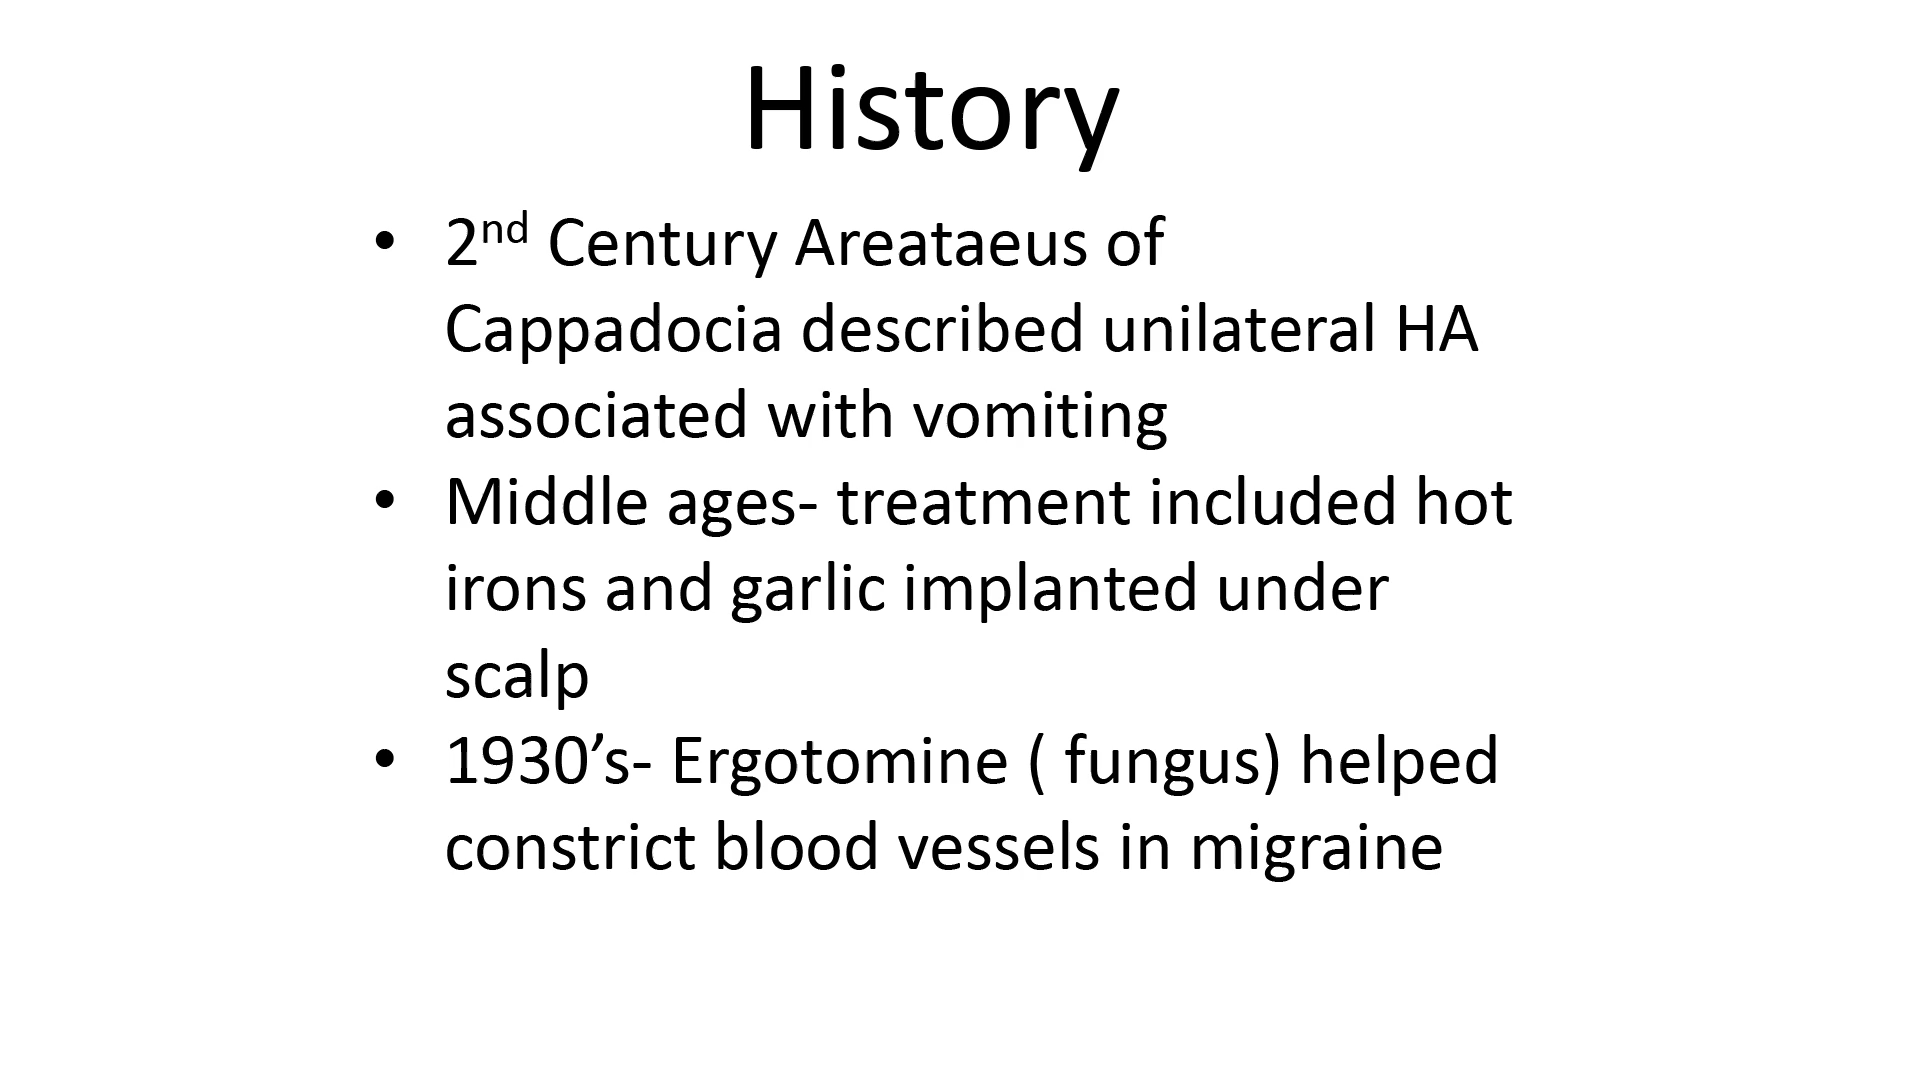 History
• 2nd Century Areataeus of
Cappadocia described unilateral HA
associated with vomiting
• Middle ages- treatment included hot
irons and garlic implanted under
scalp
• 1930’s- Ergotomine ( fungus) helped
constrict blood vessels in migraine